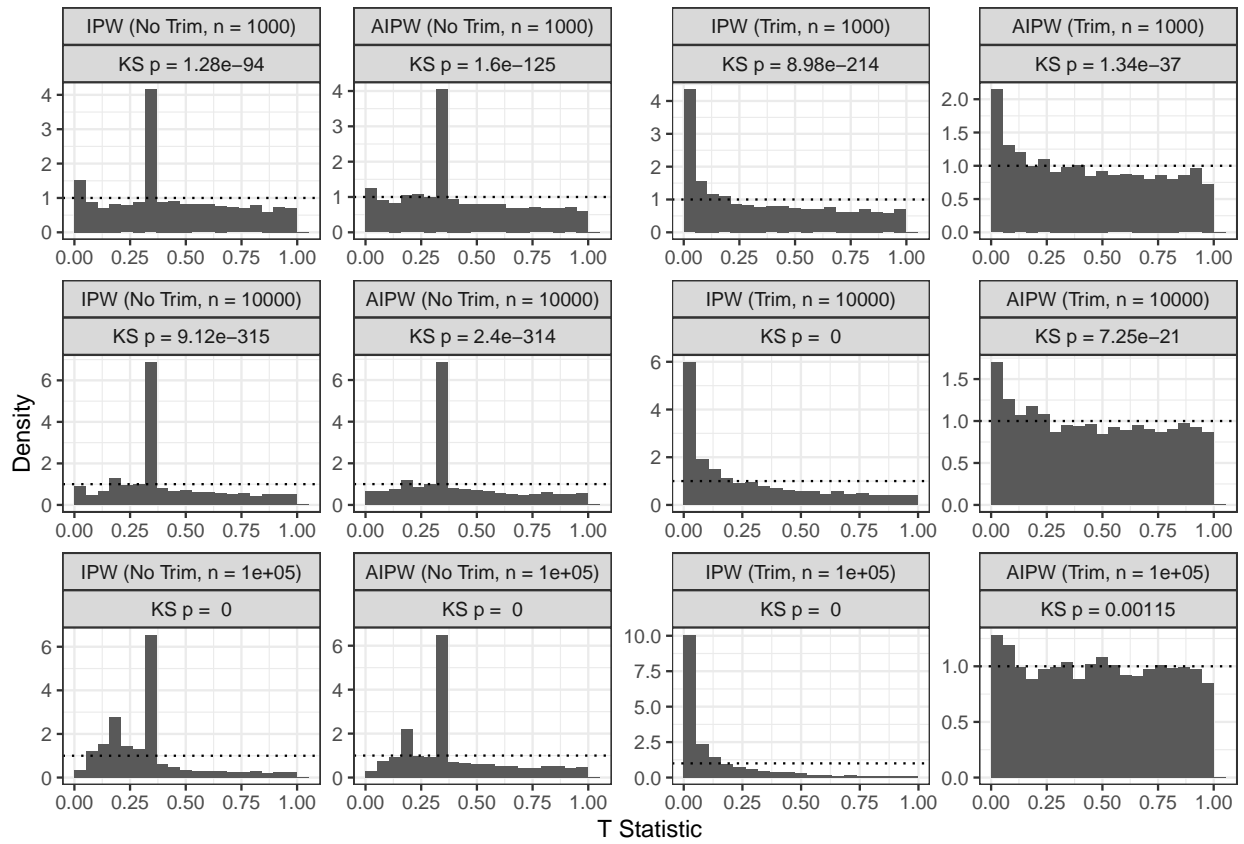 IPW (No Trim, n = 1000)
KS p = 1.28e−94
4
3
2
1
0
0.00 0.25 0.50 0.75 1.00
AIPW (No Trim, n = 1000)
KS p = 1.6e−125
4
3
2
1
0
0.00 0.25 0.50 0.75 1.00
IPW (Trim, n = 1000)
KS p = 8.98e−214
4
3
2
1
0
0.00 0.25 0.50 0.75 1.00
AIPW (Trim, n = 1000)
KS p = 1.34e−37
2.0
1.5
1.0
0.5
0.0
0.00 0.25 0.50 0.75 1.00
Density
IPW (No Trim, n = 10000)
KS p = 9.12e−315
6
4
2
0
0.00 0.25 0.50 0.75 1.00
AIPW (No Trim, n = 10000)
KS p = 2.4e−314
6
4
2
0
0.00 0.25 0.50 0.75 1.00
IPW (Trim, n = 10000)
KS p = 0
6
4
2
0
0.00 0.25 0.50 0.75 1.00
AIPW (Trim, n = 10000)
KS p = 7.25e−21
1.5
1.0
0.5
0.0
0.00 0.25 0.50 0.75 1.00
IPW (No Trim, n = 1e+05)
KS p = 0
6
4
2
0
0.00 0.25 0.50 0.75 1.00
AIPW (No Trim, n = 1e+05)
KS p = 0
6
4
2
0
0.00 0.25 0.50 0.75 1.00
IPW (Trim, n = 1e+05)
KS p = 0
10.0
7.5
5.0
2.5
0.0
0.00 0.25 0.50 0.75 1.00
AIPW (Trim, n = 1e+05)
KS p = 0.00115
1.0
0.5
0.0
0.00 0.25 0.50 0.75 1.00
T Statistic